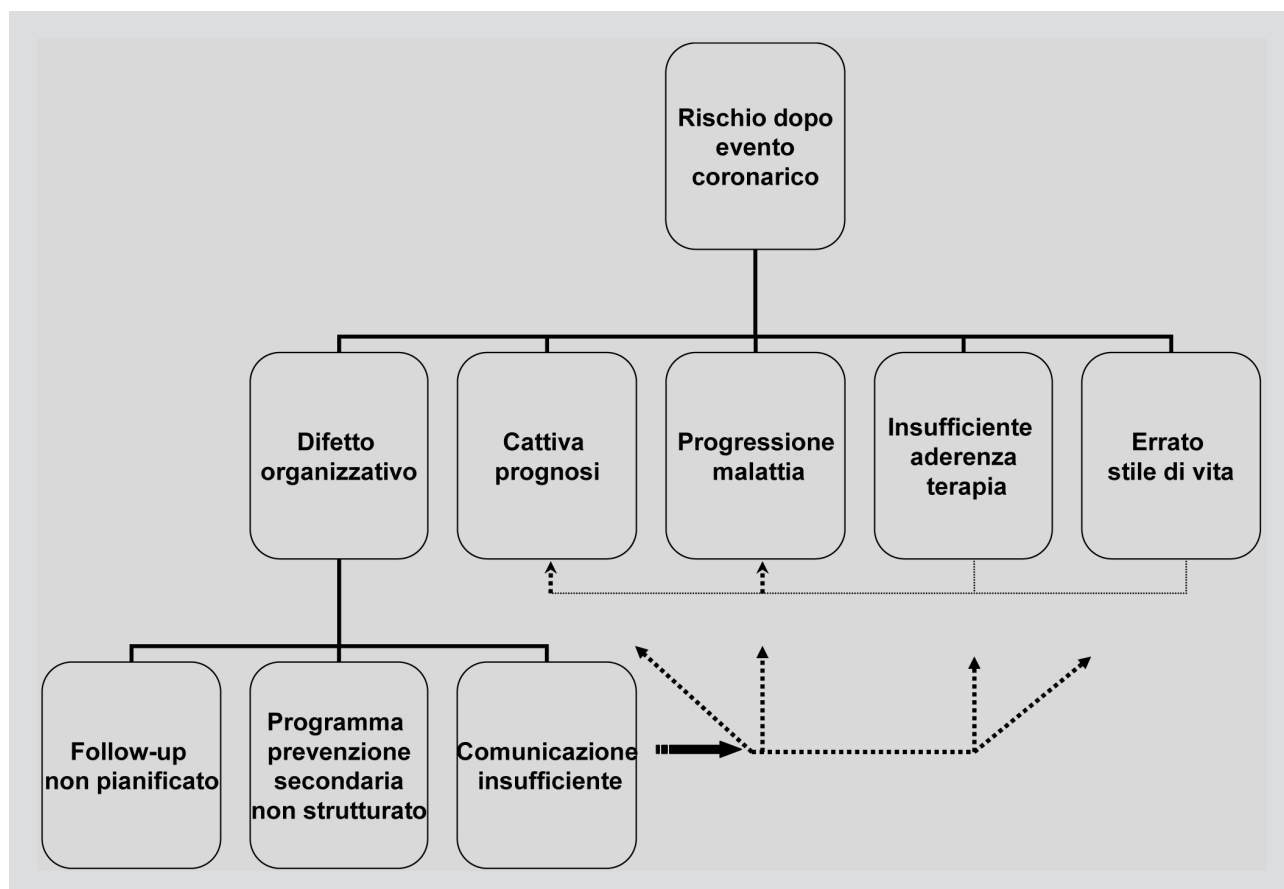 Rischio dopo
evento
coronarico
Difetto
organizzativo
Cattiva
prognosi
Progressione
malattia
Insufficiente
aderenza
terapia
Errato
stile di vita
Follow-up
non pianificato
Programma
prevenzione
secondaria
non strutturato
Comunicazione
insufficiente